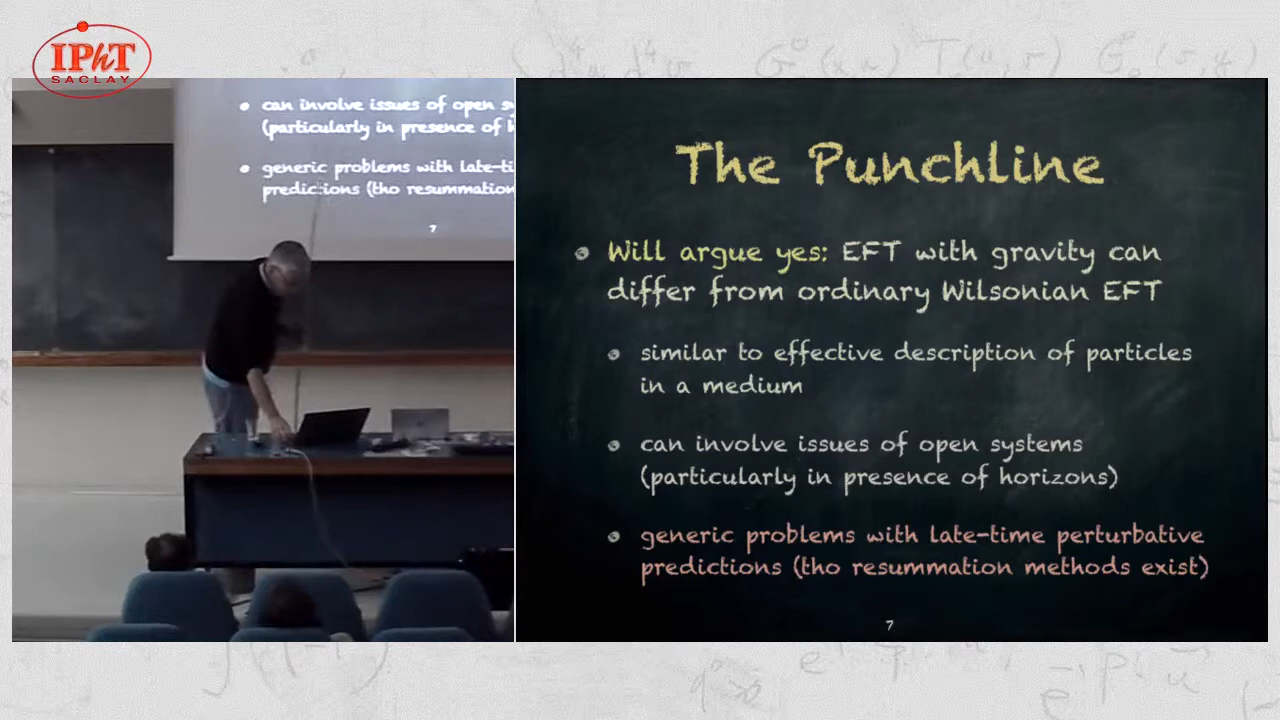 IPhT
SACLAY
can involve issues of open sy
(particularly in presence of h
generic problems with late-ti
predictions (tho resummation
7
The Punchline
Will argue yes: EFT with gravity can
differ from ordinary Wilsonian EFT
similar to effective description of particles
in a medium
can involve issues of open systems
(particularly in presence of horizons)
generic problems with late-time perturbative
predictions (tho resummation methods exist)
7